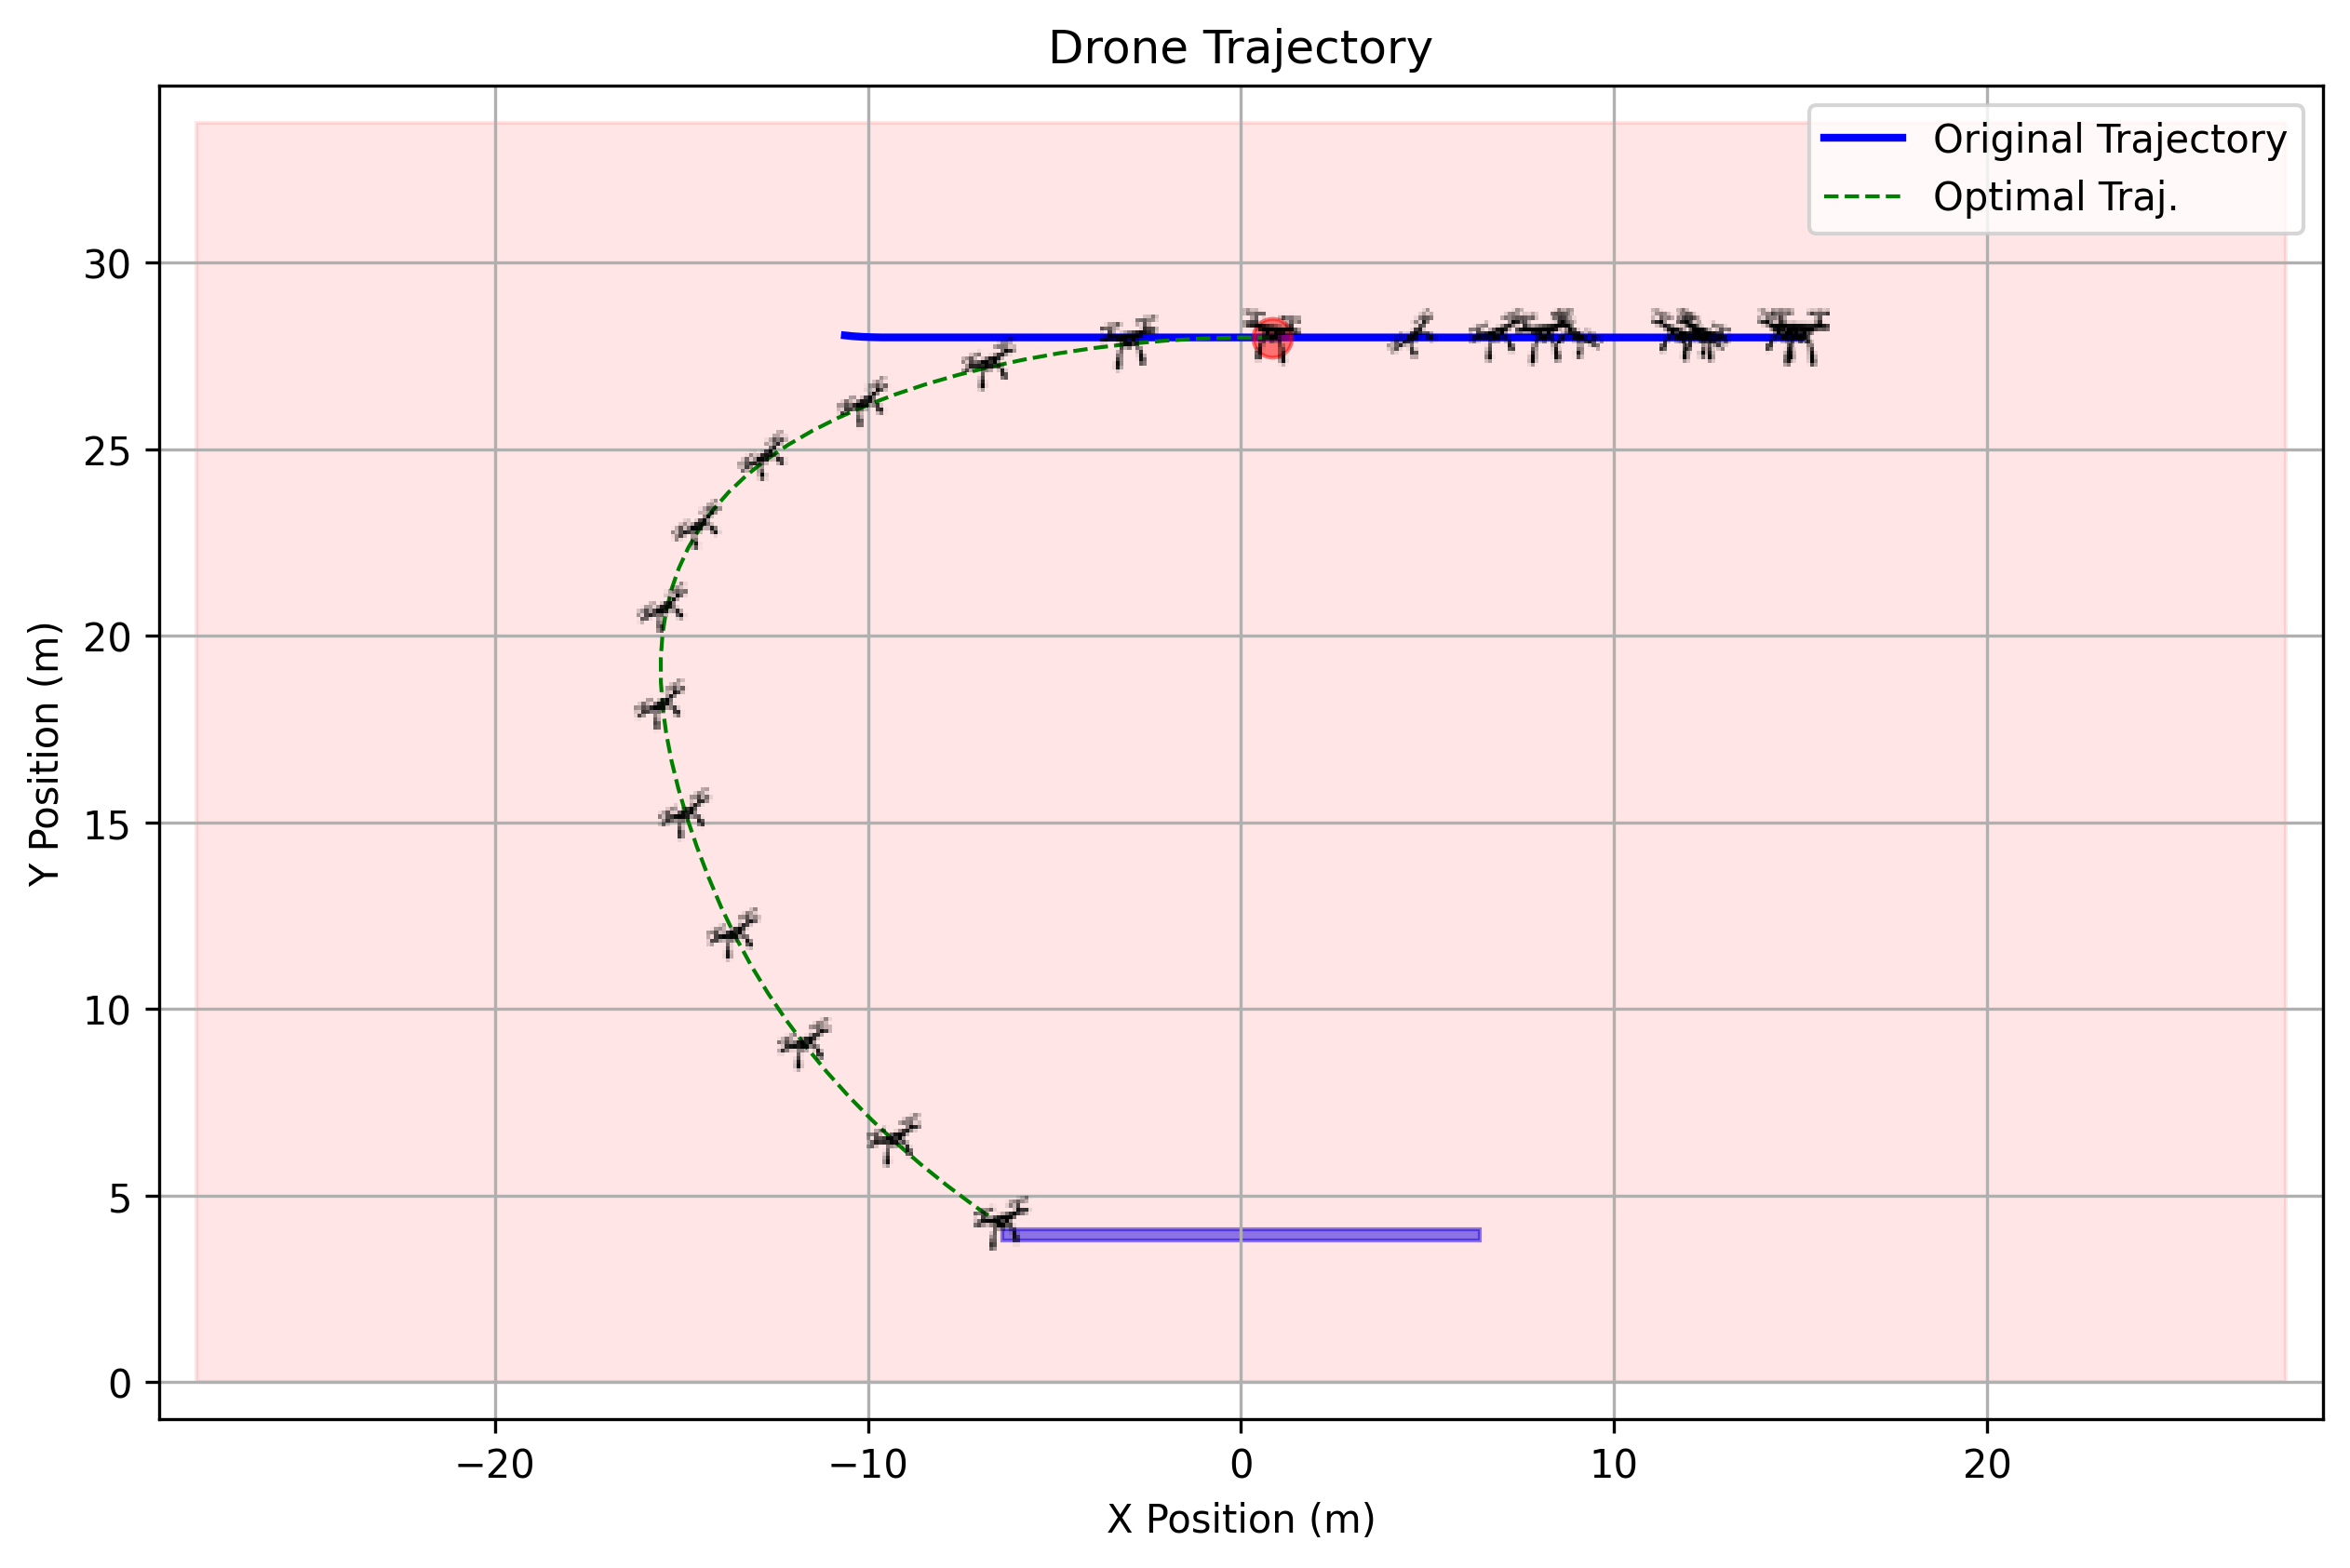 Drone Trajectory
Original Trajectory
Optimal Traj.
30
25
20
15
10
5
0
Y Position (m)
−20
−10
0
10
20
X Position (m)